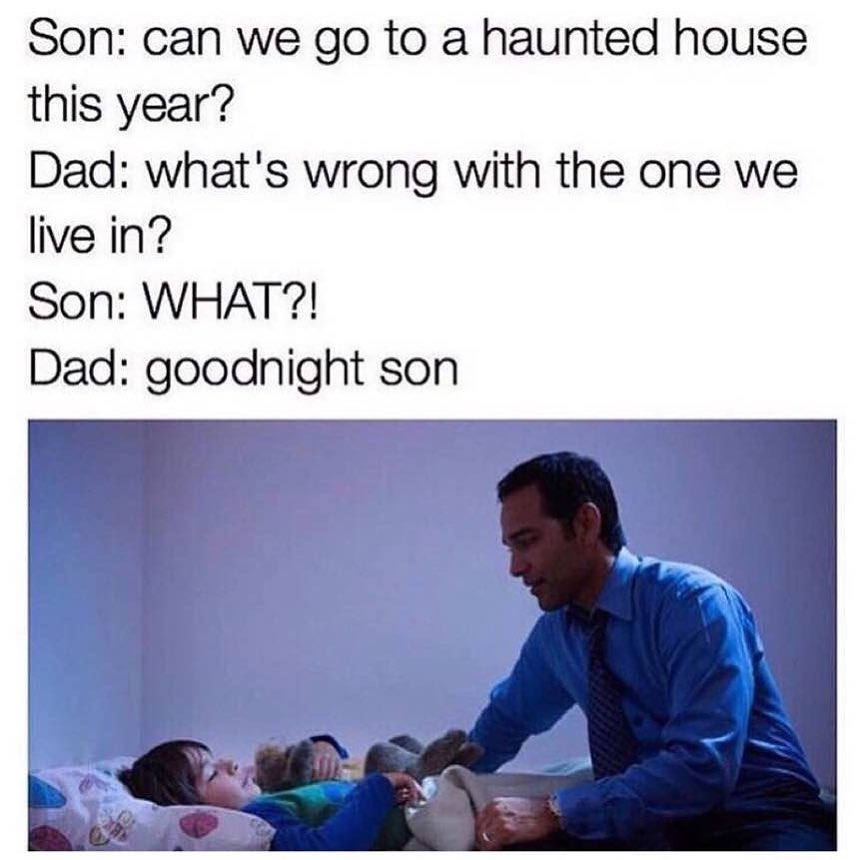 Son: can we go to a haunted house
this year?
Dad: what's wrong with the one we
live in?
Son: WHAT?!
Dad: goodnight son